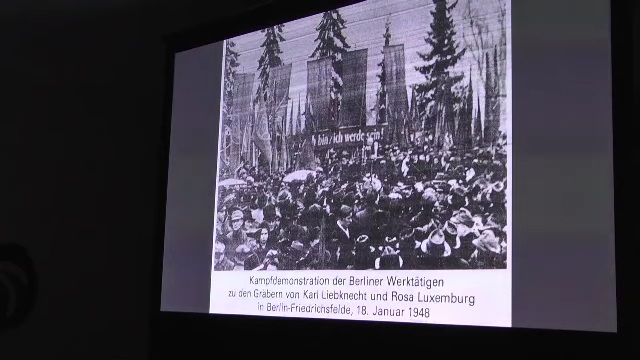 bin / ich werde sein!
Kampfdemonstration der Berliner Werktätigen
zu den Gräbern von Karl Liebknecht und Rosa Luxemburg
in Berlin-Friedrichsfelde, 18. Januar 1948